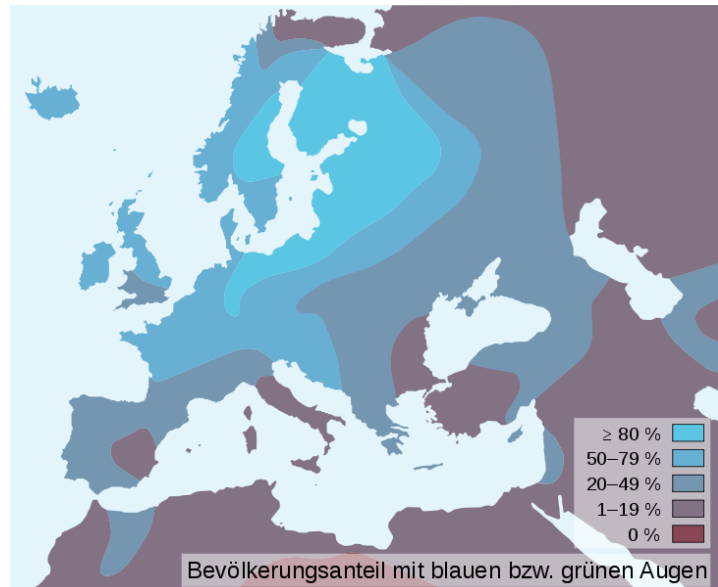 ≥ 80 %
50–79 %
20–49 %
1–19 %
0 %
Bevölkerungsanteil mit blauen bzw. grünen Augen